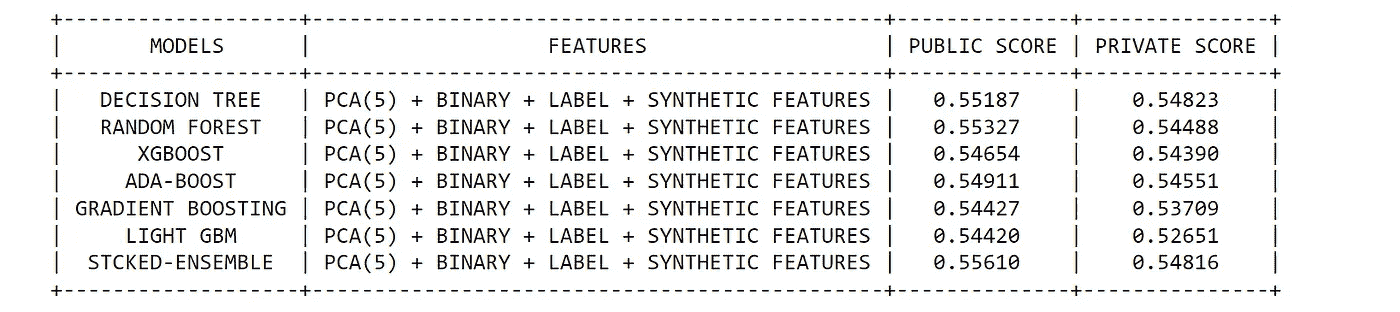 +--------------------+-----------------------------------------------+--------------+---------------+
| MODELS | FEATURES | PUBLIC SCORE | PRIVATE SCORE |
+--------------------+-----------------------------------------------+--------------+---------------+
| DECISION TREE | PCA(5) + BINARY + LABEL + SYNTHETIC FEATURES | 0.55187 | 0.54823 |
| RANDOM FOREST | PCA(5) + BINARY + LABEL + SYNTHETIC FEATURES | 0.55327 | 0.54488 |
| XGBOOST | PCA(5) + BINARY + LABEL + SYNTHETIC FEATURES | 0.54654 | 0.54390 |
| ADA-BOOST | PCA(5) + BINARY + LABEL + SYNTHETIC FEATURES | 0.54911 | 0.54551 |
| GRADIENT BOOSTING | PCA(5) + BINARY + LABEL + SYNTHETIC FEATURES | 0.54427 | 0.53709 |
| LIGHT GBM | PCA(5) + BINARY + LABEL + SYNTHETIC FEATURES | 0.54420 | 0.52651 |
| STCKED-ENSEMBLE | PCA(5) + BINARY + LABEL + SYNTHETIC FEATURES | 0.55610 | 0.54816 |
+--------------------+-----------------------------------------------+--------------+---------------+